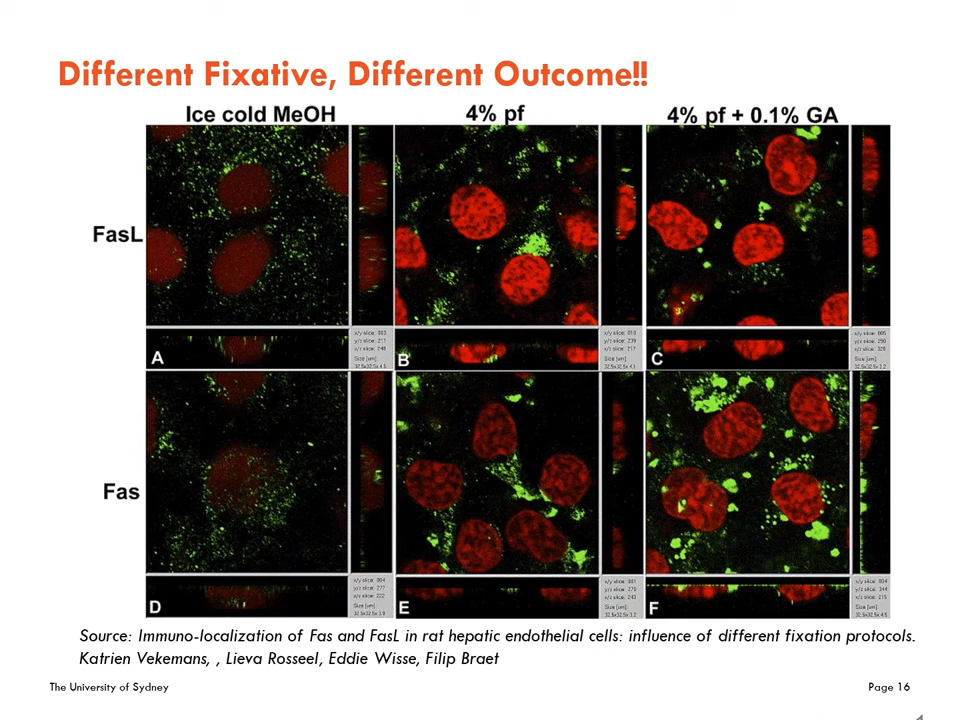 Different Fixative, Different Outcome!!
Ice cold MeOH
4% pf
4% pf + 0.1% GA
FasL
A
B
C
Fas
D
E
F
Source: Immuno-localization of Fas and FasL in rat hepatic endothelial cells: influence of different fixation protocols.
Katrien Vekemans, , Lieva Rosseel, Eddie Wisse, Filip Braet
The University of Sydney
Page 16